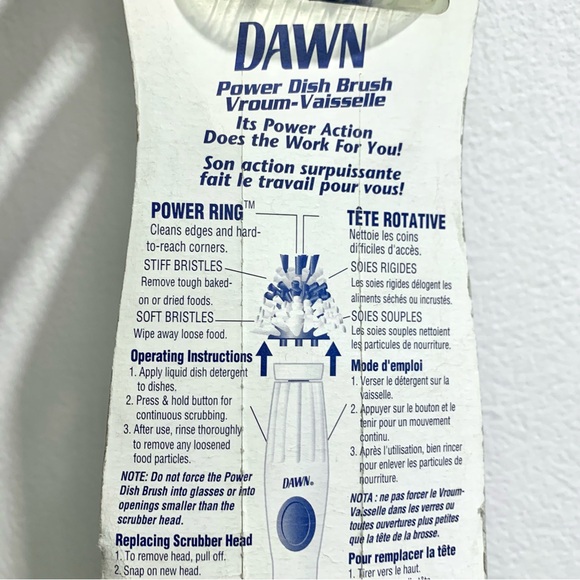 DAWN
Power Dish Brush
Vroum-Vaisselle
Its Power Action
Does the Work For You!
Son action surpuissante
fait le travail pour vous!
POWER RING™
Cleans edges and hard-
to-reach corners.
STIFF BRISTLES
Remove tough baked-
on or dried foods.
SOFT BRISTLES
Wipe away loose food.
TÊTE ROTATIVE
Nettoie les coins
difficiles d'accès.
SOIES RIGIDES
Les soies rigides délogent les
aliments séchés ou incrustés.
SOIES SOUPLES
Les soies souples nettoient
les particules de nourriture.
Operating Instructions
1. Apply liquid dish detergent
to dishes.
2. Press & hold button for
continuous scrubbing.
3. After use, rinse thoroughly
to remove any loosened
food particles.
NOTE: Do not force the Power
Dish Brush into glasses or into
openings smaller than the
scrubber head.
Replacing Scrubber Head
1. To remove head, pull off.
2. Snap on new head.
DAWN®
Mode d'emploi
1. Verser le détergent sur la
vaisselle.
2. Appuyer sur le bouton et le
tenir pour un mouvement
continu.
3. Après l'utilisation, bien rincer
pour enlever les particules de
nourriture.
NOTA : ne pas forcer le Vroum-
Vaisselle dans les verres ou
toutes ouvertures plus petites
que la tête de la brosse.
Pour remplacer la tête
1. Tirer vers le haut.